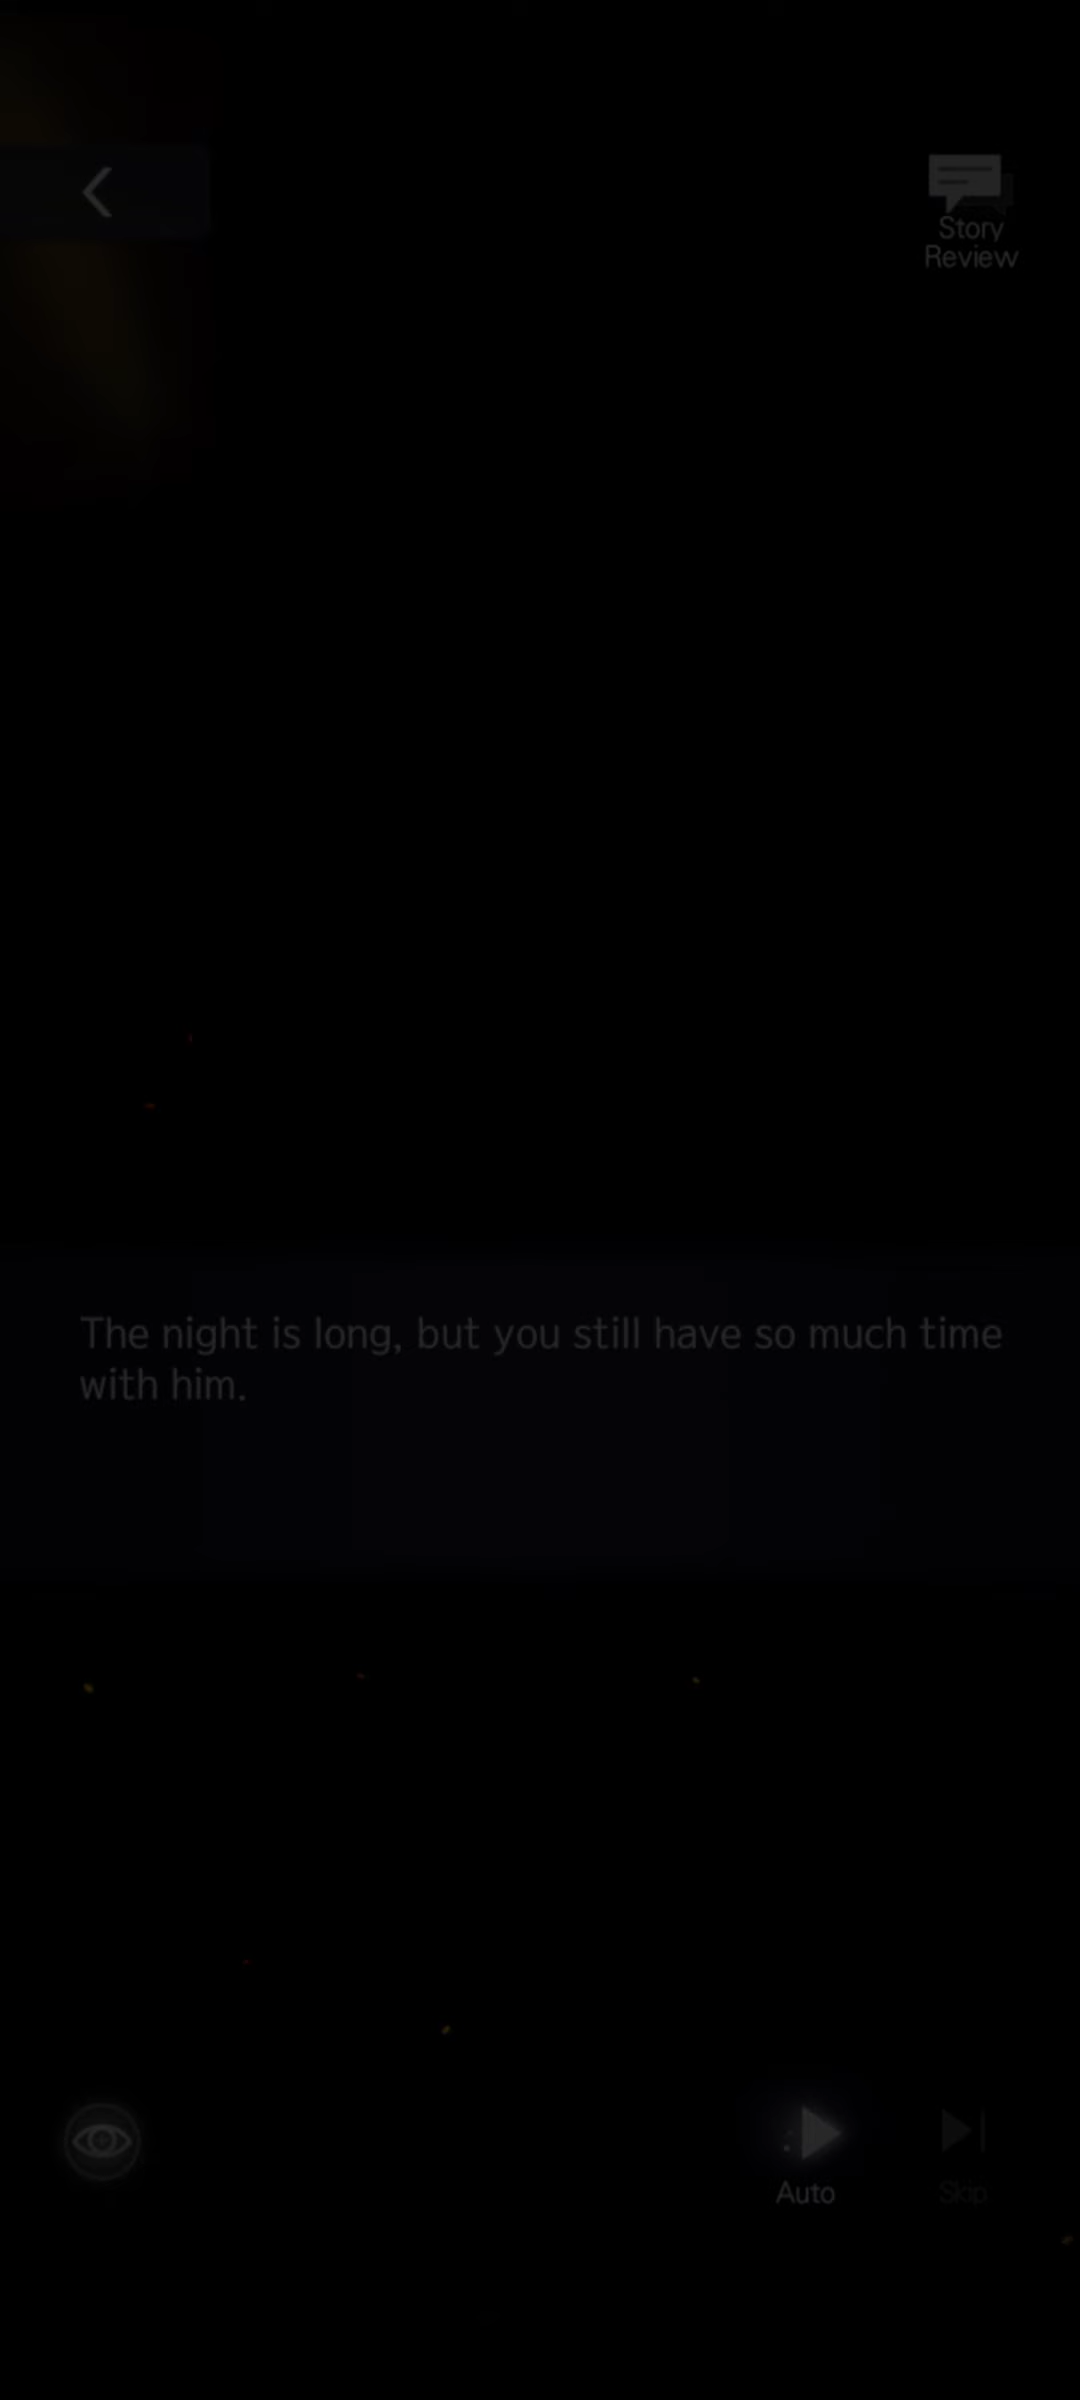 Story
Review
The night is long, but you still have so much time
with him.
Auto
Skip